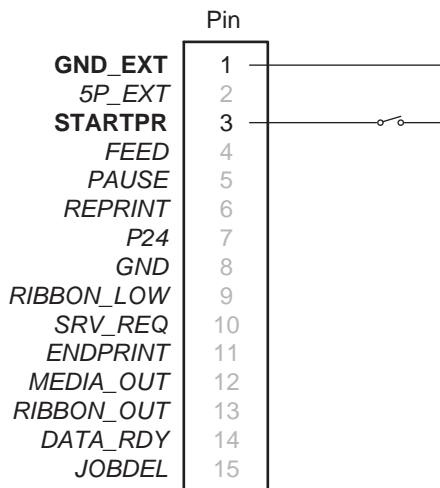 Pin
GND_EXT 1
5P_EXT 2
STARTPR 3
FEED 4
PAUSE 5
REPRINT 6
P24 7
GND 8
RIBBON_LOW 9
SRV_REQ 10
ENDPRINT 11
MEDIA_OUT 12
RIBBON_OUT 13
DATA_RDY 14
JOBDEL 15